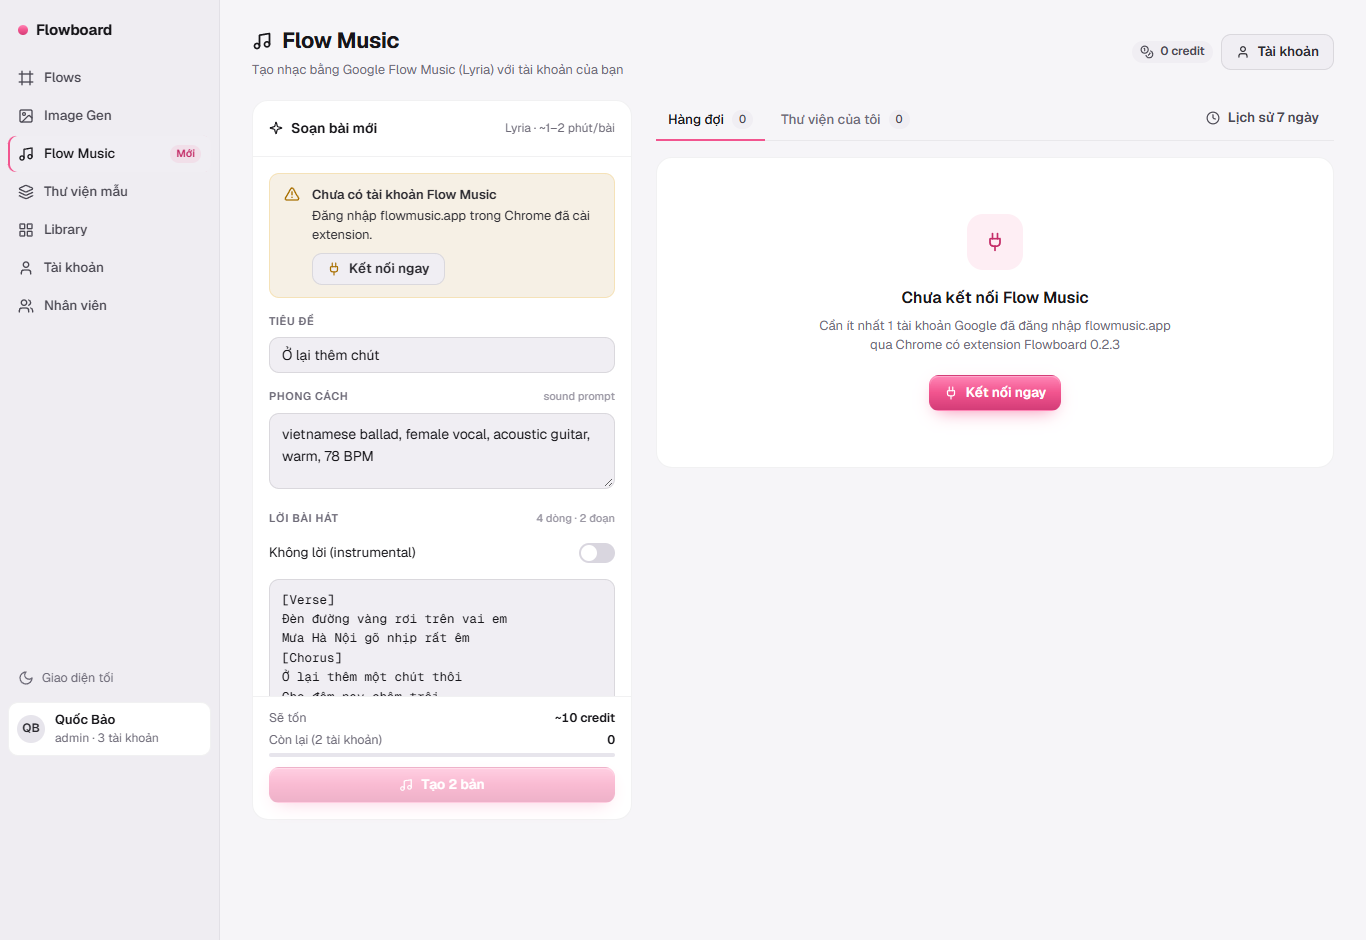 Flowboard
Flows
Image Gen
Flow Music
Mới
Thư viện mẫu
Library
Tài khoản
Nhân viên
Giao diện tối
QB
Quốc Bảo
admin · 3 tài khoản
Flow Music
Tạo nhạc bằng Google Flow Music (Lyria) với tài khoản của bạn
0 credit
Tài khoản
Soạn bài mới
Lyria · ~1–2 phút/bài
Chưa có tài khoản Flow Music
Đăng nhập flowmusic.app trong Chrome đã cài
extension.
Kết nối ngay
TIÊU ĐỀ
Ở lại thêm chút
PHONG CÁCH
sound prompt
vietnamese ballad, female vocal, acoustic guitar,
warm, 78 BPM
LỜI BÀI HÁT
4 dòng · 2 đoạn
Không lời (instrumental)
[Verse]
Đèn đường vàng rơi trên vai em
Mưa Hà Nội gõ nhịp rất êm
[Chorus]
Ở lại thêm một chút thôi
Sẽ tốn
~10 credit
Còn lại (2 tài khoản)
0
Tạo 2 bản
Hàng đợi 0
Thư viện của tôi 0
Lịch sử 7 ngày
Chưa kết nối Flow Music
Cần ít nhất 1 tài khoản Google đã đăng nhập flowmusic.app
qua Chrome có extension Flowboard 0.2.3
Kết nối ngay